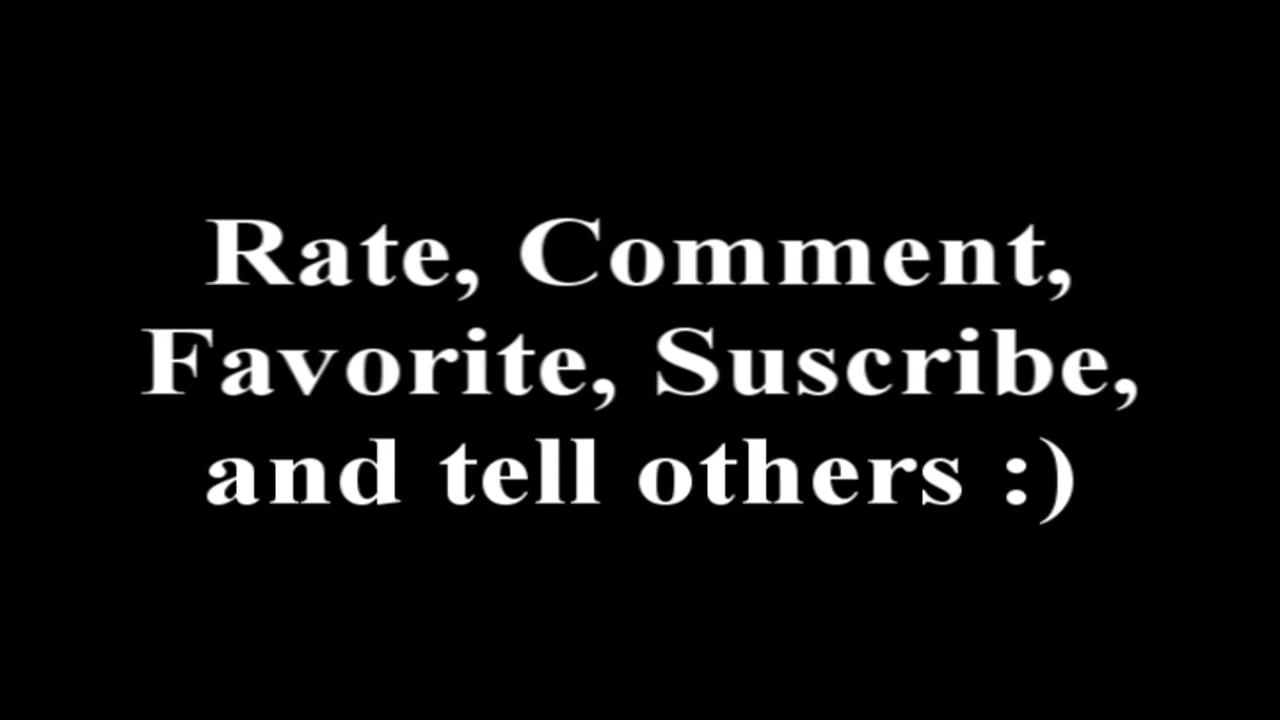 Rate, Comment,
Favorite, Suscribe,
and tell others :)